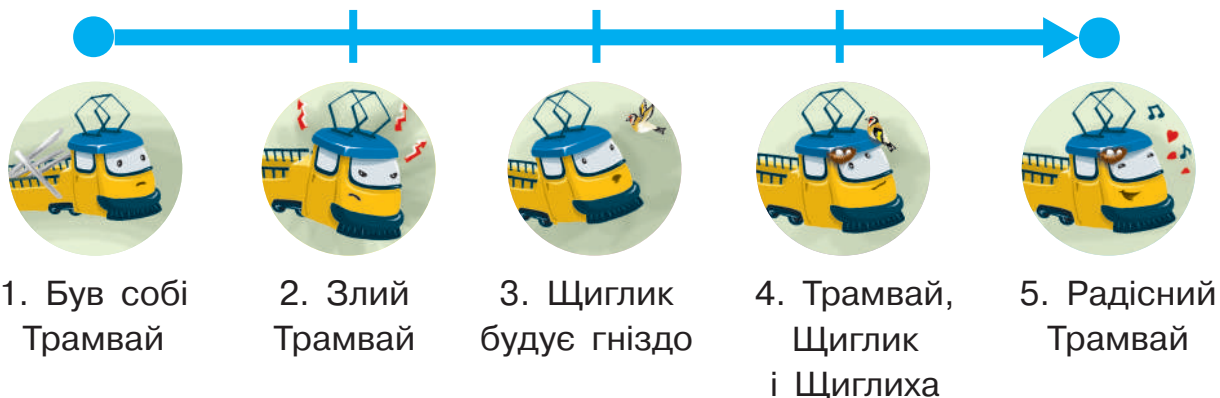 1. Був собі
Трамвай
2. Злий
Трамвай
3. Щиглик
будує гніздо
4. Трамвай,
Щиглик
і Щиглиха
5. Радісний
Трамвай